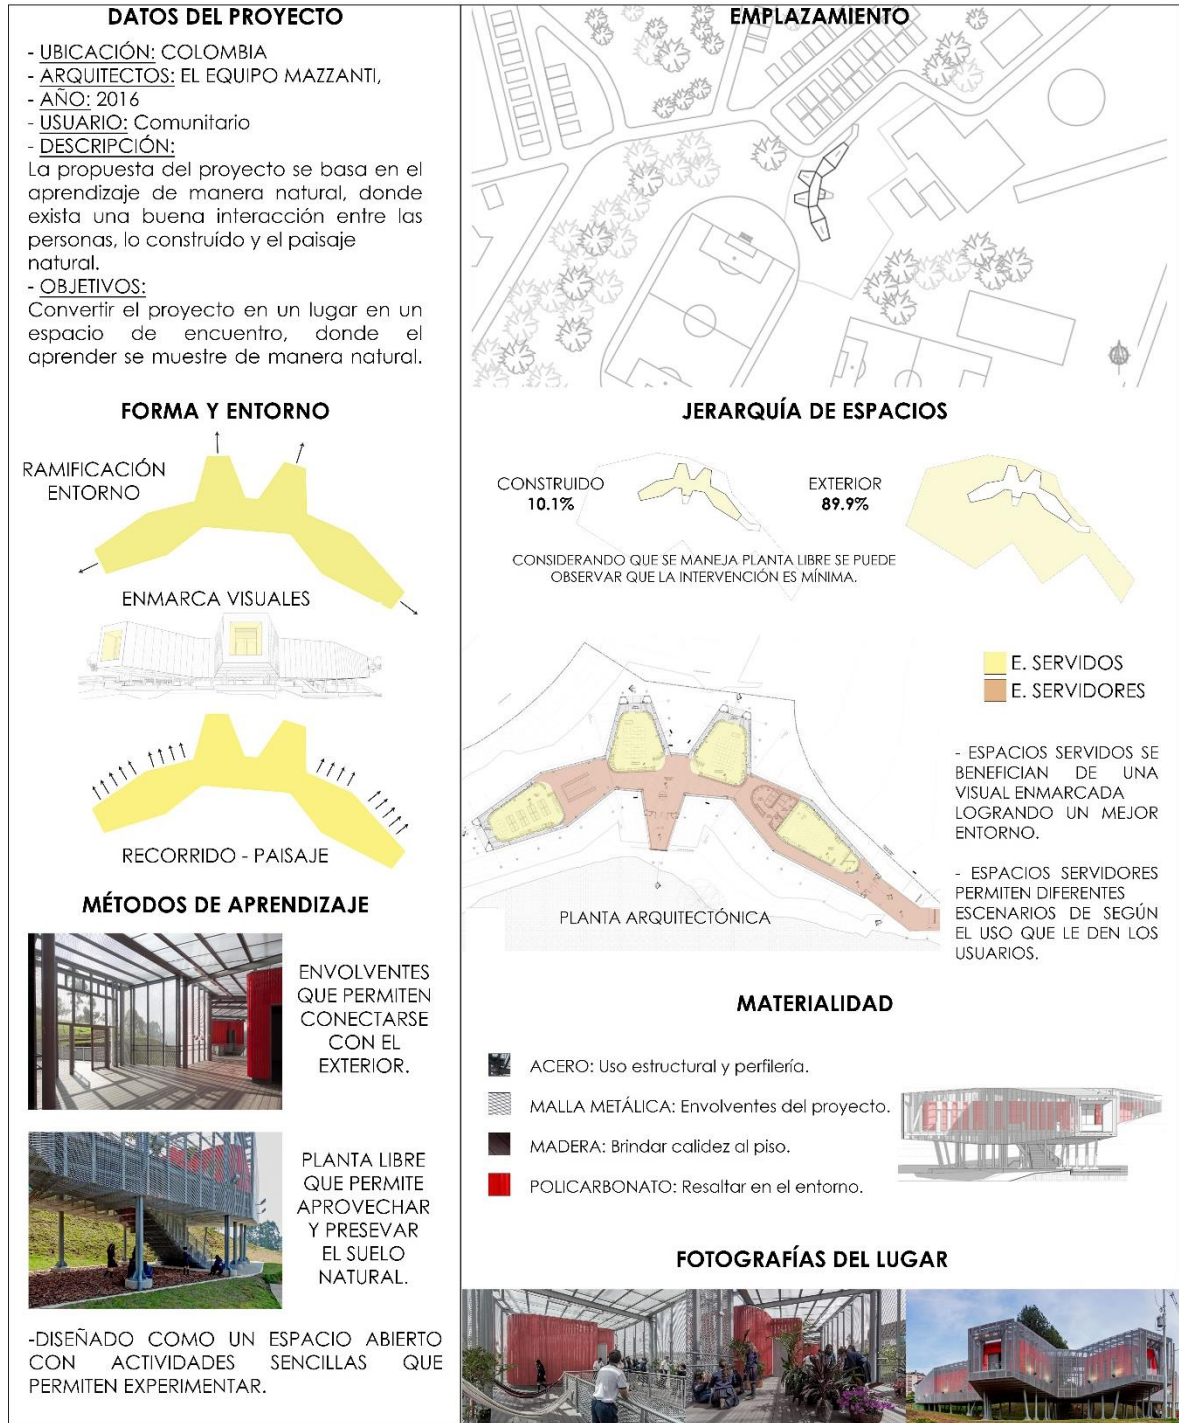 DATOS DEL PROYECTO
- UBICACIÓN: COLOMBIA
- ARQUITECTOS: EL EQUIPO MAZZANTI,
- AÑO: 2016
- USUARIO: Comunitario
- DESCRIPCIÓN:
La propuesta del proyecto se basa en el
aprendizaje de manera natural, donde
exista una buena interacción entre las
personas, lo construído y el paisaje
natural.
- OBJETIVOS:
Convertir el proyecto en un lugar en un
espacio de encuentro, donde el
aprender se muestre de manera natural.
FORMA Y ENTORNO
RAMIFICACIÓN
ENTORNO
ENMARCA VISUALES
RECORRIDO - PAISAJE
MÉTODOS DE APRENDIZAJE
ENVOLVENTES
QUE PERMITEN
CONECTARSE
CON EL
EXTERIOR.
PLANTA LIBRE
QUE PERMITE
APROVECHAR
Y PRESEVAR
EL SUELO
NATURAL.
-DISEÑADO COMO UN ESPACIO ABIERTO
CON ACTIVIDADES SENCILLAS QUE
PERMITEN EXPERIMENTAR.
EMPLAZAMIENTO
JERARQUÍA DE ESPACIOS
CONSTRUIDO
10.1%
EXTERIOR
89.9%
CONSIDERANDO QUE SE MANEJA PLANTA LIBRE SE PUEDE
OBSERVAR QUE LA INTERVENCIÓN ES MÍNIMA.
E. SERVIDOS
E. SERVIDORES
- ESPACIOS SERVIDOS SE
BENEFICIAN DE UNA
VISUAL ENMARCADA
LOGRANDO UN MEJOR
ENTORNO.
- ESPACIOS SERVIDORES
PERMITEN DIFERENTES
ESCENARIOS DE SEGÚN
EL USO QUE LE DEN LOS
USUARIOS.
PLANTA ARQUITECTÓNICA
MATERIALIDAD
ACERO: Uso estructural y perfilería.
MALLA METÁLICA: Envolventes del proyecto.
MADERA: Brindar calidez al piso.
POLICARBONATO: Resaltar en el entorno.
FOTOGRAFÍAS DEL LUGAR